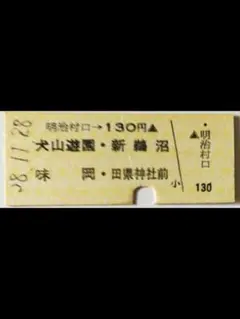 58.11.28
明治村口→130円▲
犬山遊園・新鵜沼
味岡・田県神社前
小
・明治村口
▲
130